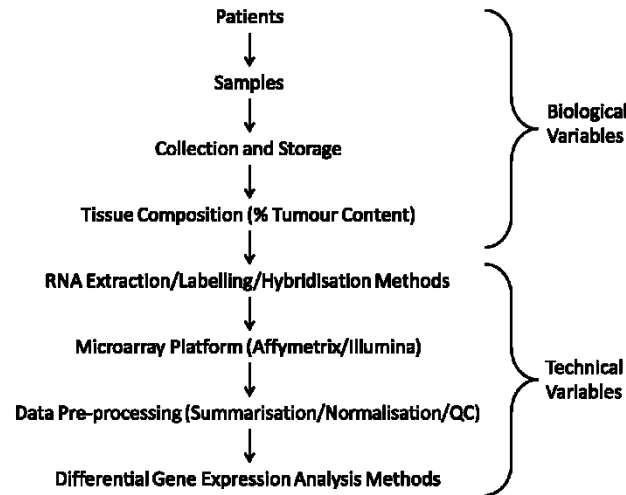 Patients
Samples
Collection and Storage
Tissue Composition (% Tumour Content)
Biological
Variables
RNA Extraction/Labelling/Hybridisation Methods
Microarray Platform (Affymetrix/Illumina)
Data Pre-processing (Summarisation/Normalisation/QC)
Differential Gene Expression Analysis Methods
Technical
Variables